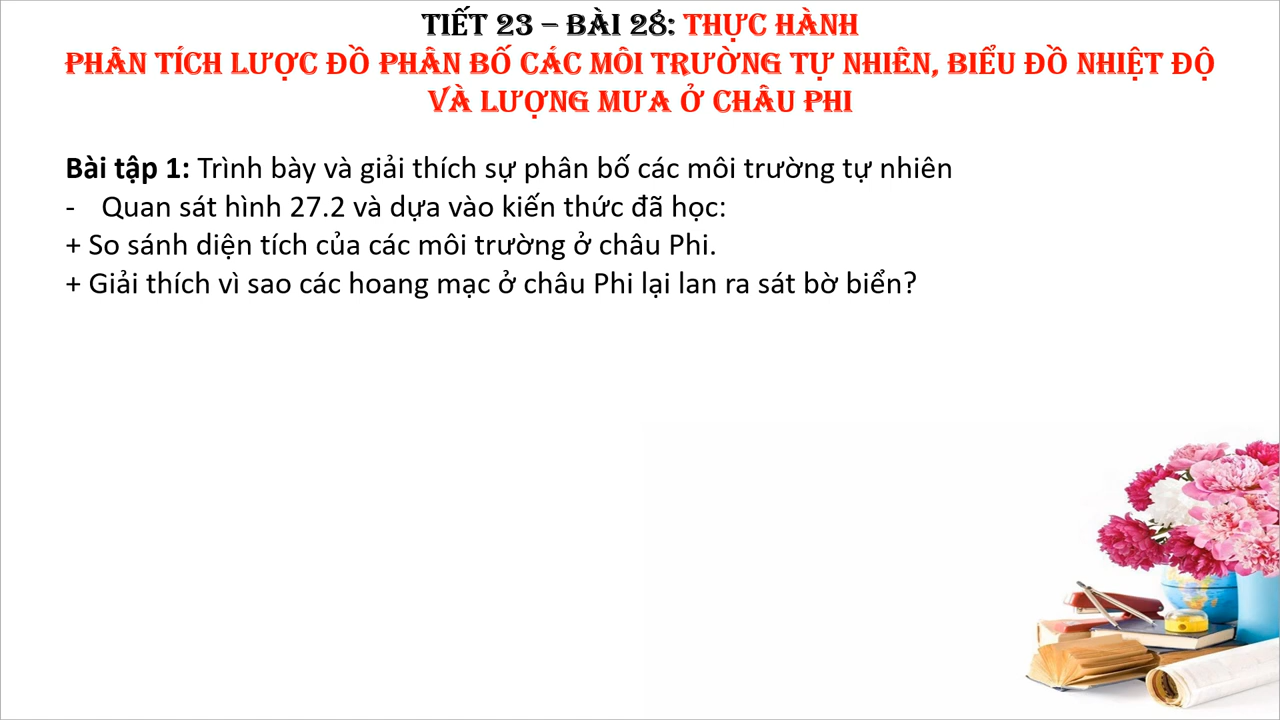 TIẾT 23 – BÀI 28: THỰC HÀNH
PHÂN TÍCH LƯỢC ĐỒ PHÂN BỐ CÁC MÔI TRƯỜNG TỰ NHIÊN, BIỂU ĐỒ NHIỆT ĐỘ
VÀ LƯỢNG MƯA Ở CHÂU PHI
Bài tập 1: Trình bày và giải thích sự phân bố các môi trường tự nhiên
- Quan sát hình 27.2 và dựa vào kiến thức đã học:
+ So sánh diện tích của các môi trường ở châu Phi.
+ Giải thích vì sao các hoang mạc ở châu Phi lại lan ra sát bờ biển?